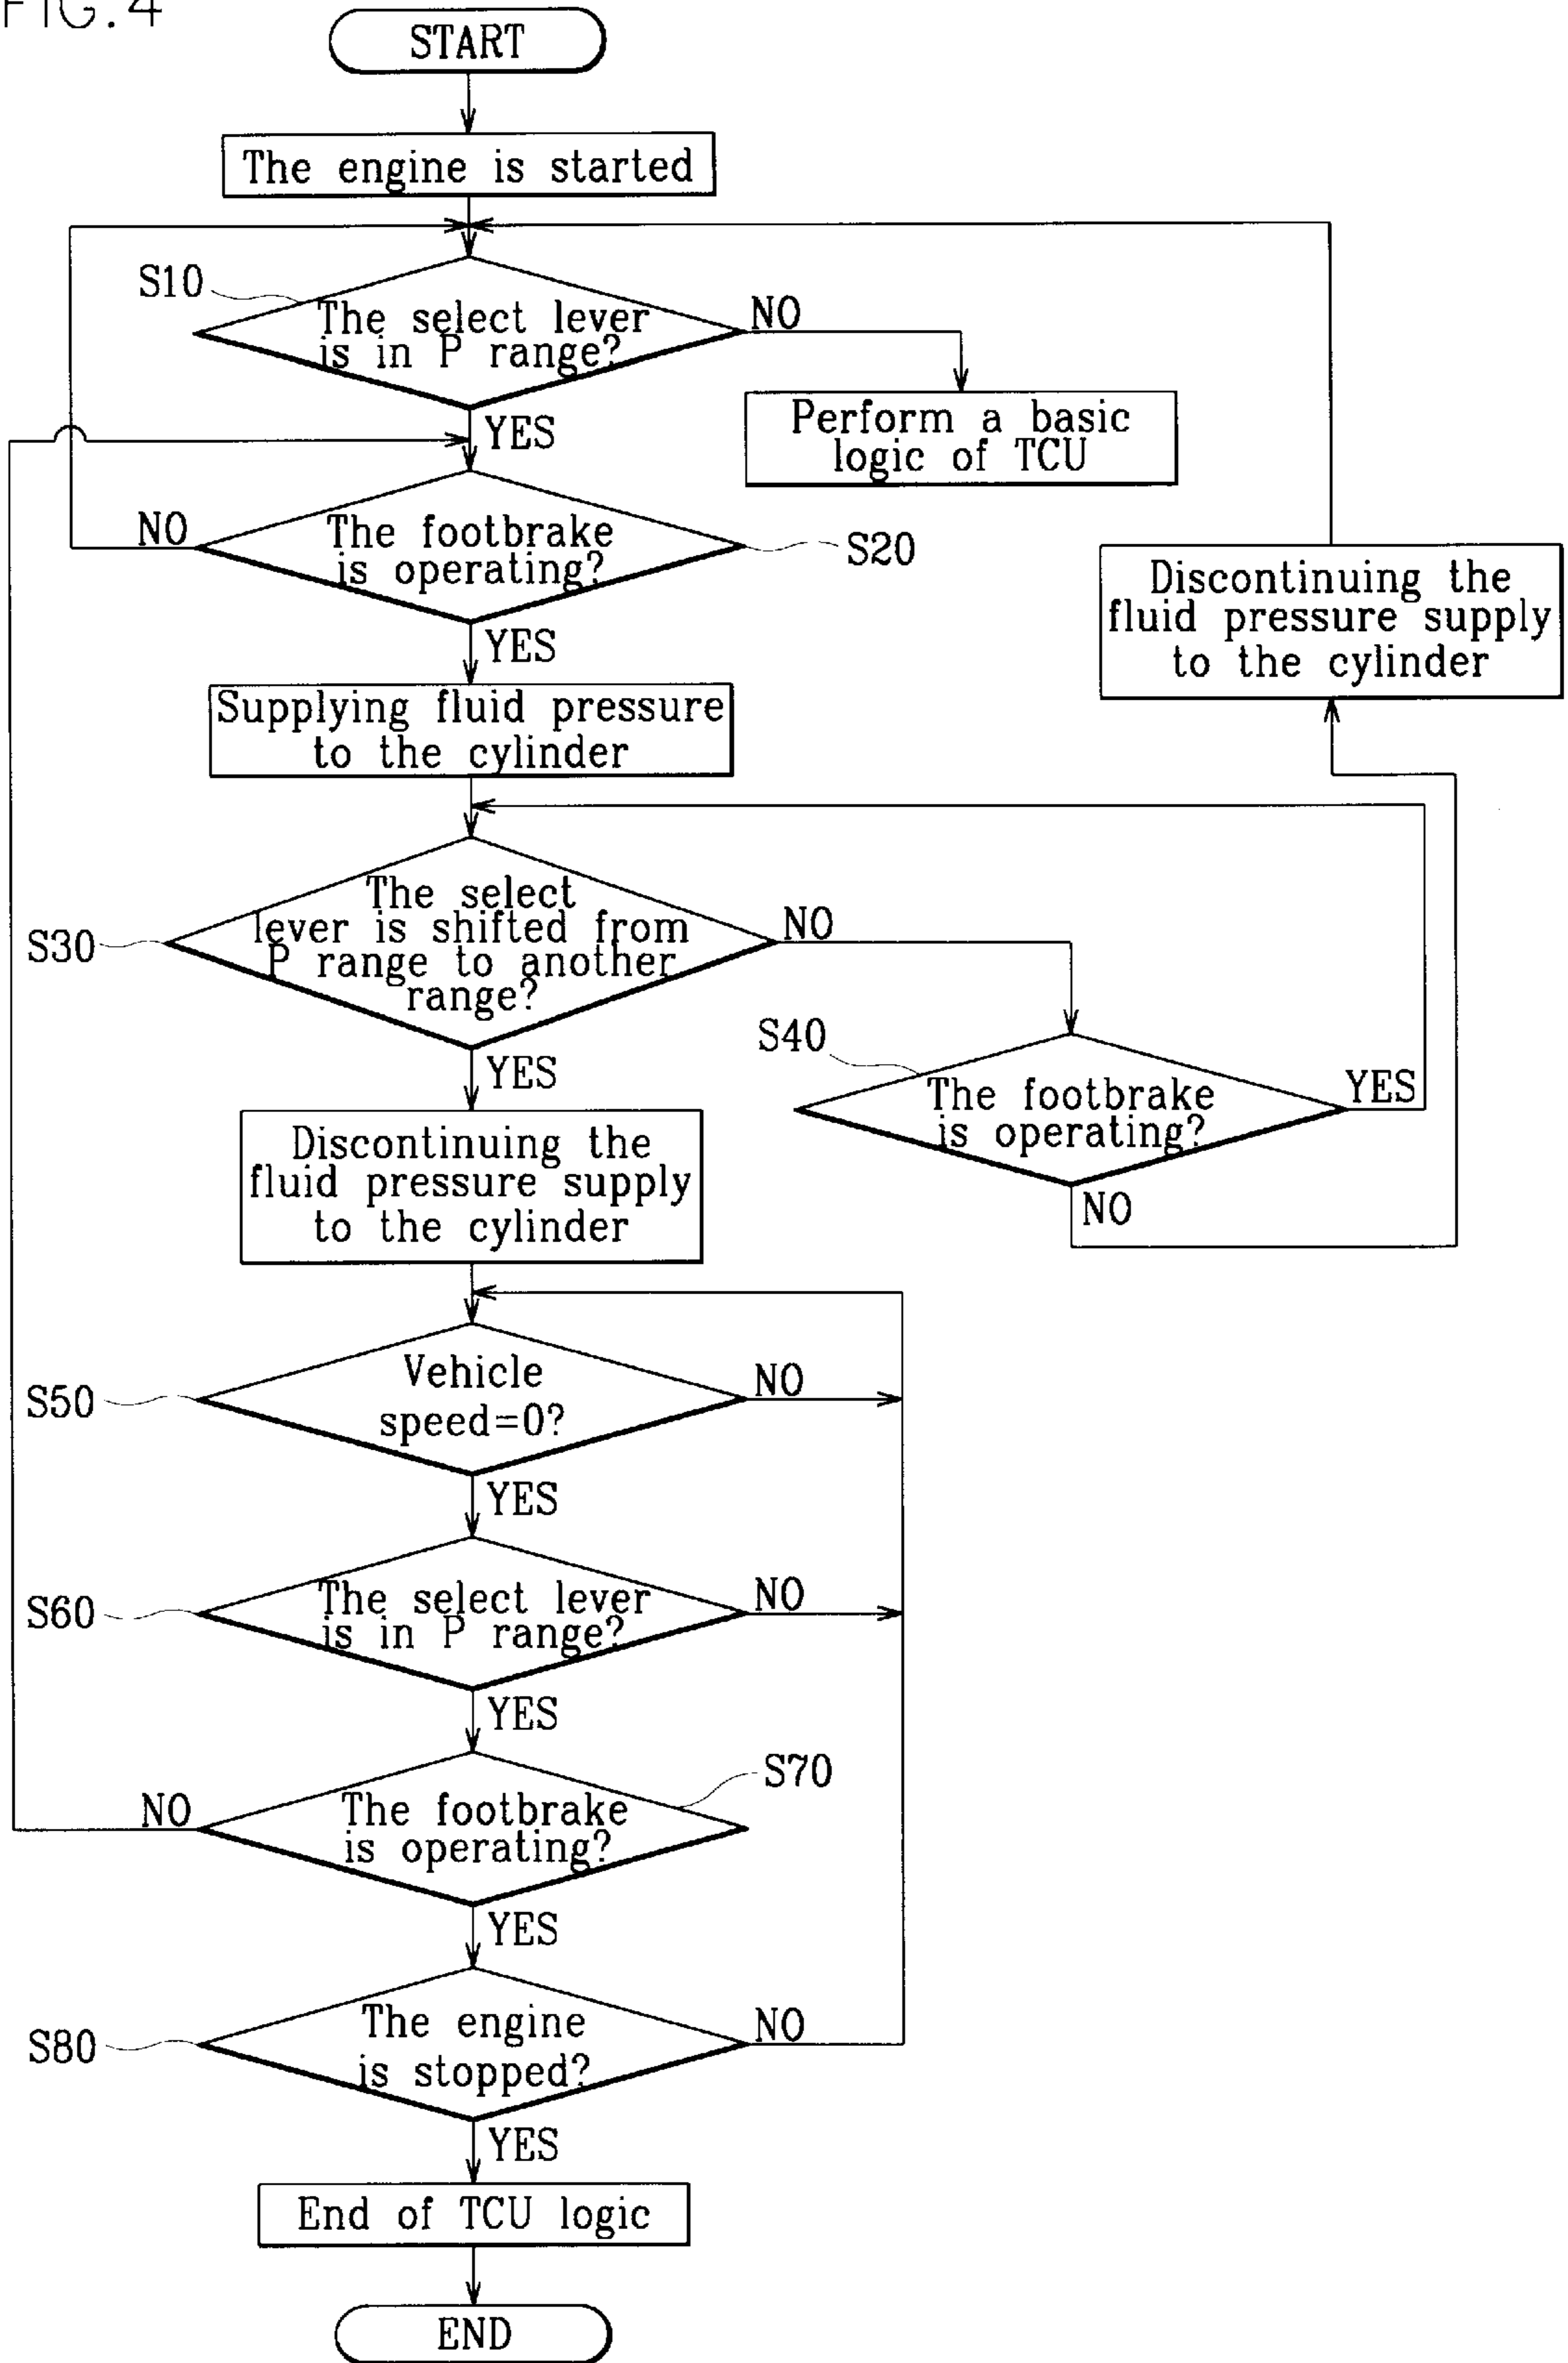 FIG.4
START
The engine is started
S10
The select lever
is in P range?
NO
YES
Perform a basic
logic of TCU
NO
The footbrake
is operating?
S20
YES
Discontinuing the
fluid pressure supply
to the cylinder
Supplying fluid pressure
to the cylinder
S30
The select
lever is shifted from
P range to another
range?
NO
YES
S40
The footbrake
is operating?
YES
NO
Discontinuing the
fluid pressure supply
to the cylinder
S50
Vehicle
speed=0?
NO
YES
S60
The select lever
is in P range?
NO
YES
S70
NO
The footbrake
is operating?
YES
S80
The engine
is stopped?
NO
YES
End of TCU logic
END